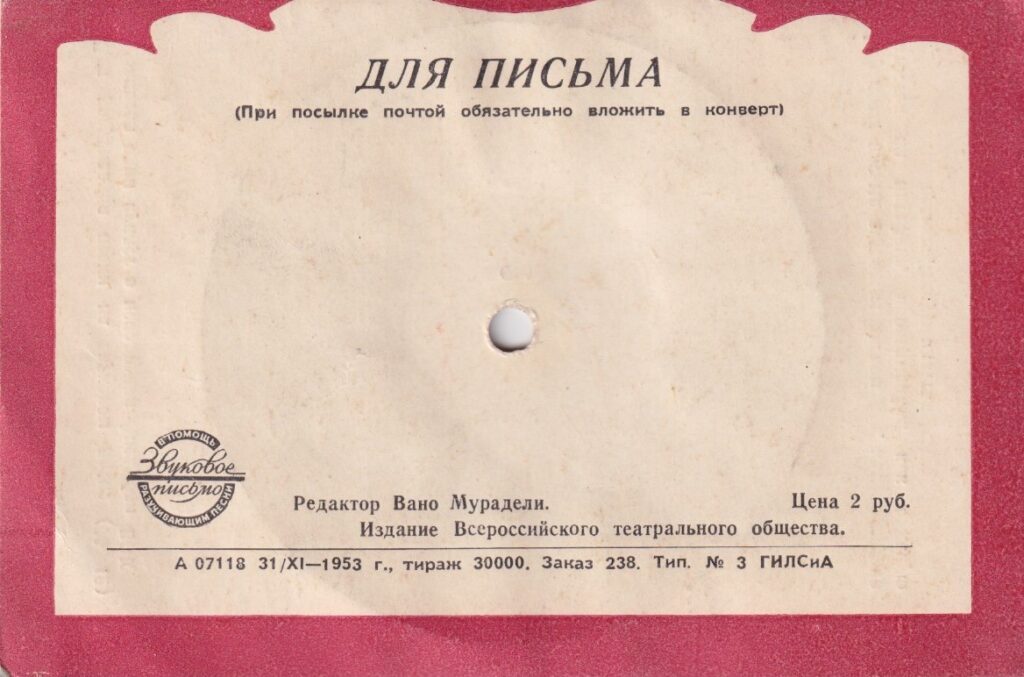 ДЛЯ ПИСЬМА
(При посылке почтой обязательно вложить в конверт)
В ПОМОЩЬ
Звуковое
письмо
РАЗУЧИВАЮЩИМ ПЕСНИ
Редактор Вано Мурадели. Цена 2 руб.
Издание Всероссийского театрального общества.
А 07118 31/XI—1953 г., тираж 30000. Заказ 238. Тип. № 3 ГИЛСиА